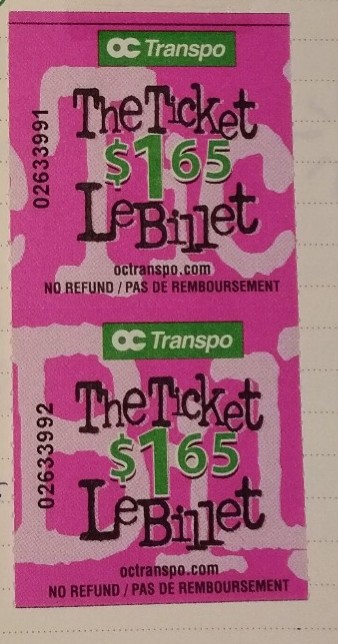 OC Transpo
The Ticket
$1.65
Le Billet
octranspo.com
NO REFUND / PAS DE REMBOURSEMENT
02633991
OC Transpo
The Ticket
$1.65
Le Billet
octranspo.com
NO REFUND / PAS DE REMBOURSEMENT
02633992